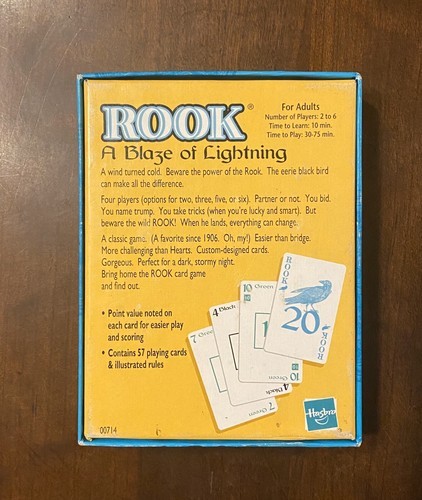 ROOK®
A Blaze of Lightning
For Adults
Number of Players: 2 to 6
Time to Learn: 10 min.
Time to Play: 30-75 min.
A wind turned cold. Beware the power of the Rook. The eerie black bird
can make all the difference.
Four players (options for two, three, five, or six). Partner or not. You bid.
You name trump. You take tricks (when you're lucky and smart). But
beware the wild ROOK! When he lands, everything can change.
A classic game. (A favorite since 1906. Oh, my!) Easier than bridge.
More challenging than Hearts. Custom-designed cards.
Gorgeous. Perfect for a dark, stormy night.
Bring home the ROOK card game
and find out.
• Point value noted on
each card for easier play
and scoring
• Contains 57 playing cards
& illustrated rules
7 Green
4 Black
10 Green
10
1
ROOK
20
ROOK
10
Green
4
Black
7
Green
Hasbro
00714